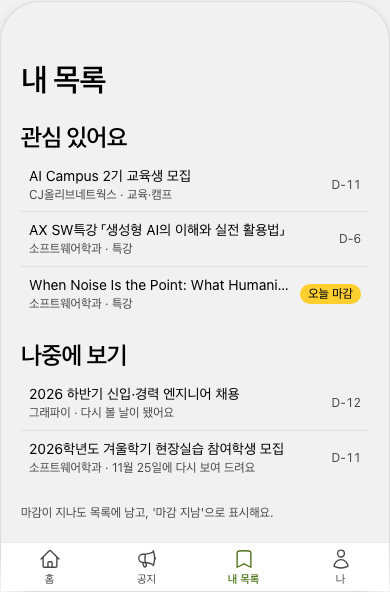 내 목록
관심 있어요
AI Campus 2기 교육생 모집
CJ올리브네트웍스 · 교육·캠프
D-11
AX SW특강 「생성형 AI의 이해와 실전 활용법」
소프트웨어학과 · 특강
D-6
When Noise Is the Point: What Humani...
소프트웨어학과 · 특강
오늘 마감
나중에 보기
2026 하반기 신입·경력 엔지니어 채용
그래파이 · 다시 볼 날이 됐어요
D-12
2026학년도 겨울학기 현장실습 참여학생 모집
소프트웨어학과 · 11월 25일에 다시 보여 드려요
D-11
마감이 지나도 목록에 남고, '마감 지남'으로 표시해요.
홈
공지
내 목록
나